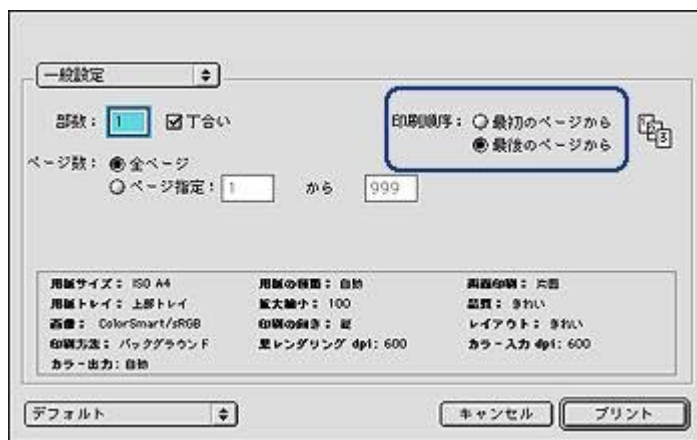 一般設定
部数： 1 丁合い
印刷順序： 最初のページから
最後のページから
ページ数： 全ページ
ページ指定： 1 から 999
用紙サイズ： ISO A4
用紙の種類： 自動
両面印刷： 片面
用紙トレイ： 上部トレイ
拡大縮小： 100
品質： きれい
画像： ColorSmart/sRGB
印刷の向き： 縦
レイアウト： きれい
印刷方法： バックグラウンド
黒レンダリング dpi: 600
カラー入力 dpi: 600
カラー出力: 自動
デフォルト
キャンセル
プリント